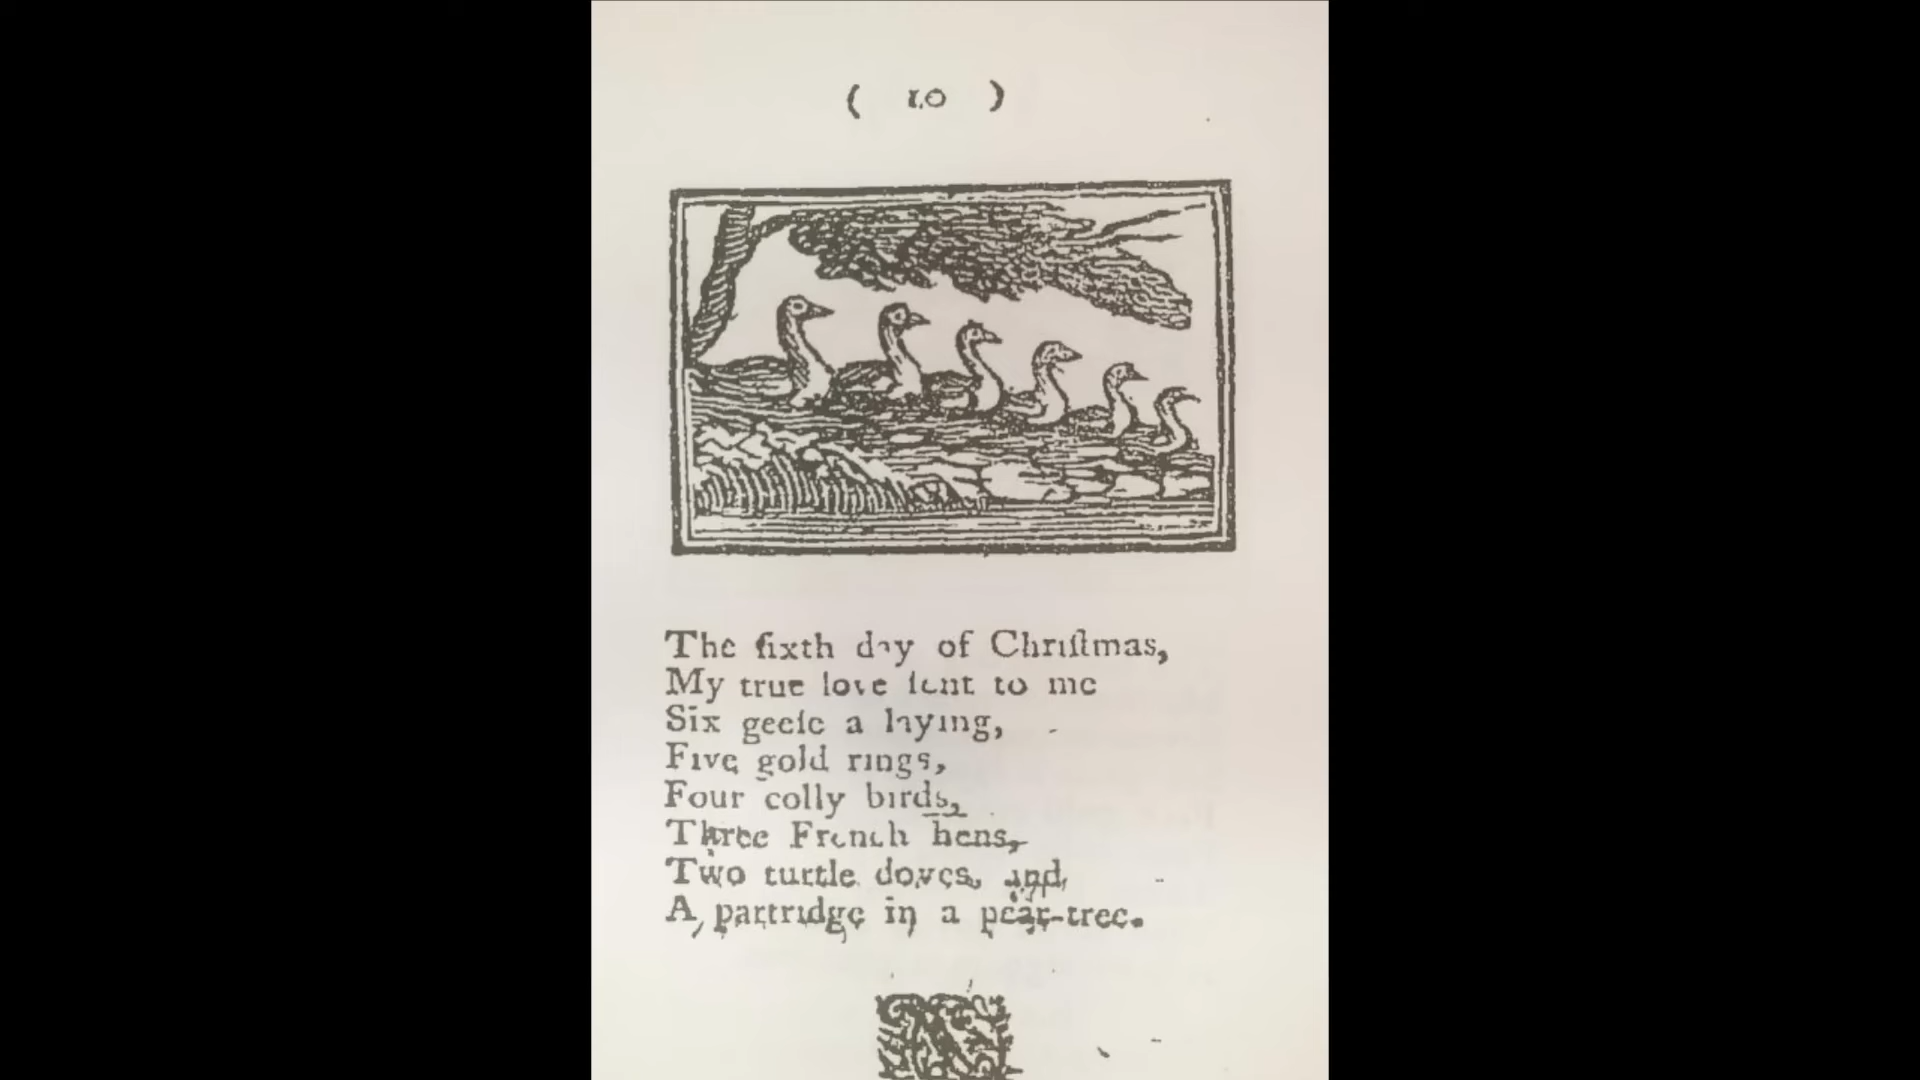 ( 10 )
The ſixth day of Chriſtmas,
My true love ſent to me
Six geeſe a laying,
Five gold rings,
Four colly birds,
Three French hens,
Two turtle doves, and
A partridge in a pear-tree.